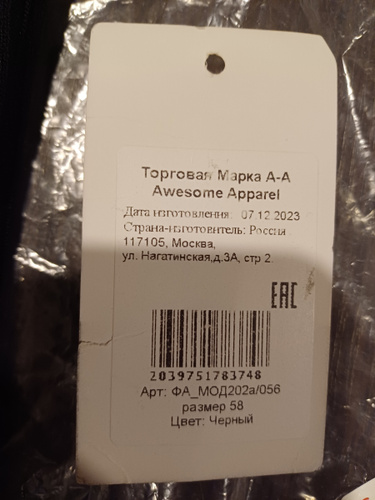 Торговая Марка А-А
Awesome Apparel
Дата изготовления: 07.12.2023
Страна-изготовитель: Россия
117105, Москва,
ул. Нагатинская,д.3А, стр 2.
EAC
2039751783748
Арт: ФА_МОД202а/056
размер 58
Цвет: Черный